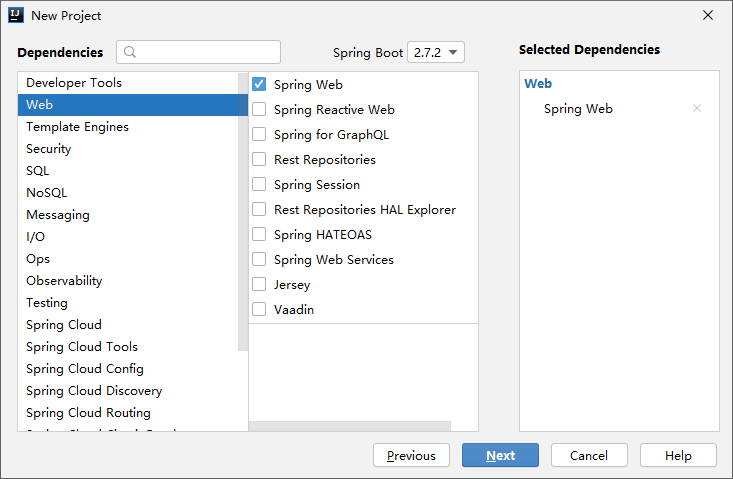 IJ New Project
Dependencies
Spring Boot 2.7.2
Selected Dependencies
Developer Tools
Web
Template Engines
Security
SQL
NoSQL
Messaging
I/O
Ops
Observability
Testing
Spring Cloud
Spring Cloud Tools
Spring Cloud Config
Spring Cloud Discovery
Spring Cloud Routing
Spring Web
Spring Reactive Web
Spring for GraphQL
Rest Repositories
Spring Session
Rest Repositories HAL Explorer
Spring HATEOAS
Spring Web Services
Jersey
Vaadin
Web
Spring Web
Previous
Next
Cancel
Help